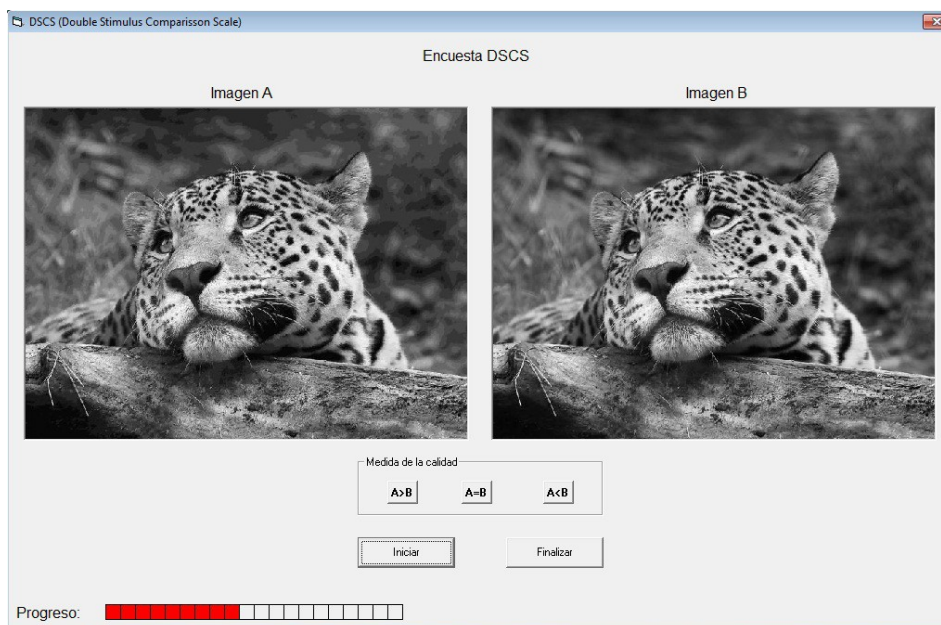 DSCS (Double Stimulus Comparisson Scale)
Encuesta DSCS
Imagen A
Imagen B
Medida de la calidad
A>B
A=B
A<B
Iniciar
Finalizar
Progreso: